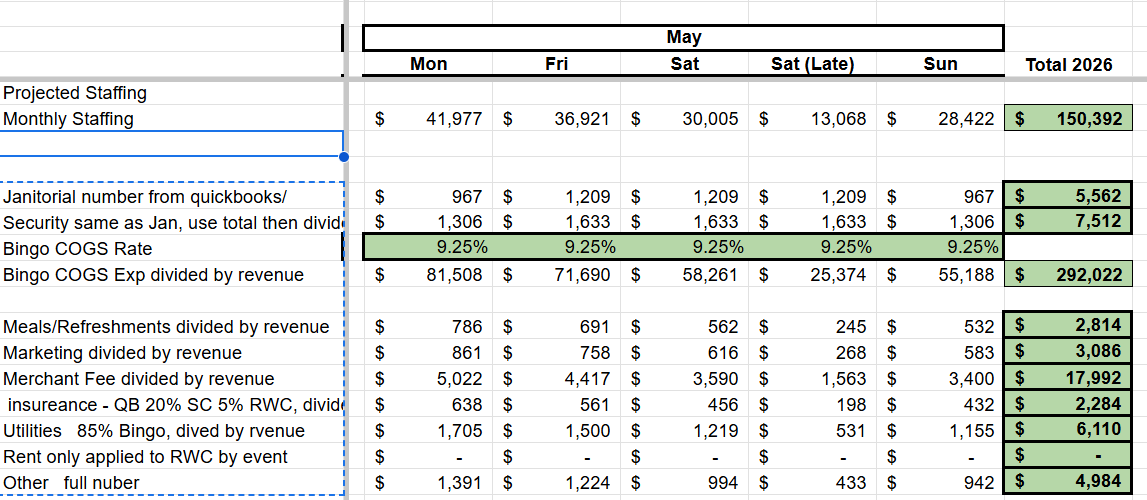 May
Mon Fri Sat Sat (Late) Sun Total 2026
Projected Staffing
Monthly Staffing $ 41,977 $ 36,921 $ 30,005 $ 13,068 $ 28,422 $ 150,392
Janitorial number from quickbooks/ $ 967 $ 1,209 $ 1,209 $ 1,209 $ 967 $ 5,562
Security same as Jan, use total then divid $ 1,306 $ 1,633 $ 1,633 $ 1,633 $ 1,306 $ 7,512
Bingo COGS Rate 9.25% 9.25% 9.25% 9.25% 9.25%
Bingo COGS Exp divided by revenue $ 81,508 $ 71,690 $ 58,261 $ 25,374 $ 55,188 $ 292,022
Meals/Refreshments divided by revenue $ 786 $ 691 $ 562 $ 245 $ 532 $ 2,814
Marketing divided by revenue $ 861 $ 758 $ 616 $ 268 $ 583 $ 3,086
Merchant Fee divided by revenue $ 5,022 $ 4,417 $ 3,590 $ 1,563 $ 3,400 $ 17,992
insureance - QB 20% SC 5% RWC, divid $ 638 $ 561 $ 456 $ 198 $ 432 $ 2,284
Utilities 85% Bingo, dived by rvenue $ 1,705 $ 1,500 $ 1,219 $ 531 $ 1,155 $ 6,110
Rent only applied to RWC by event $ - $ - $ - $ - $ - $ -
Other full nuber $ 1,391 $ 1,224 $ 994 $ 433 $ 942 $ 4,984